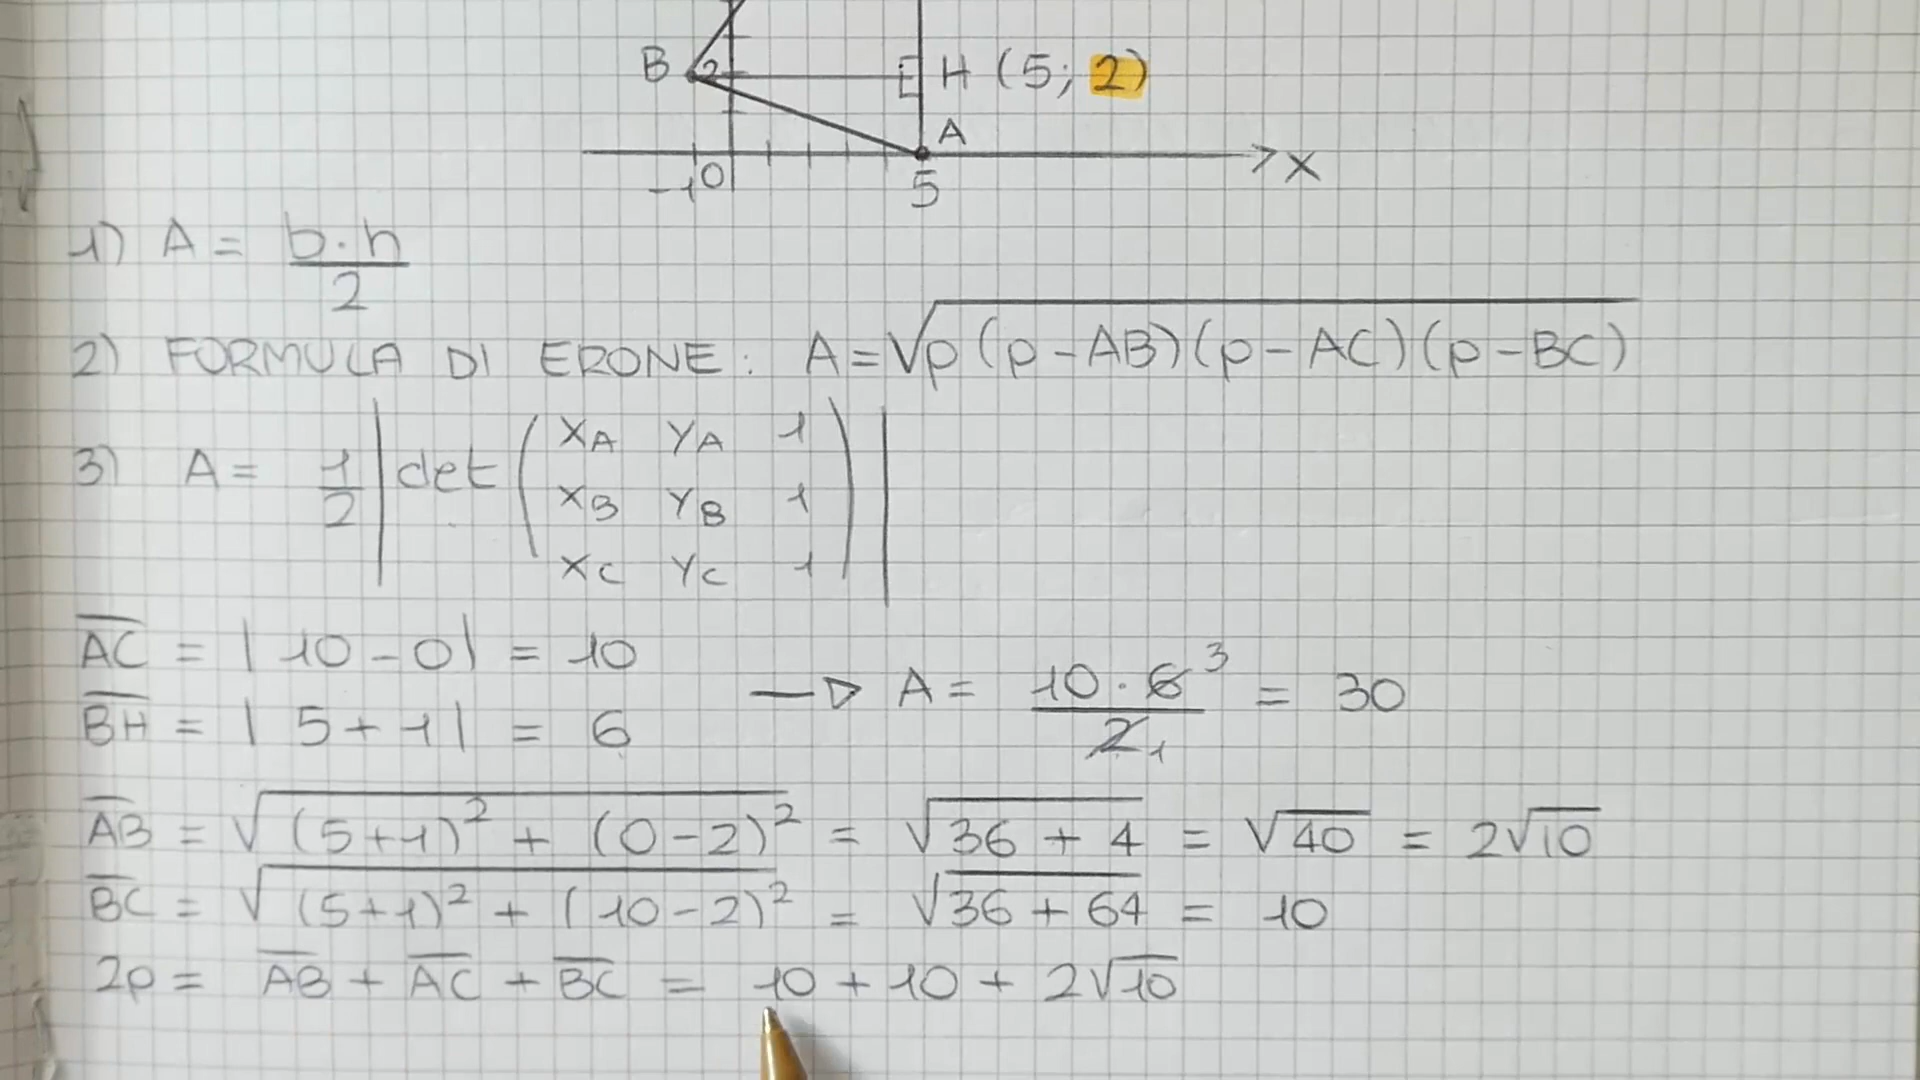 B 2 H (5; 2)
A
-1 0 5 x
1) A = b·h / 2
2) FORMULA DI ERONE: A = √p(p-AB)(p-AC)(p-BC)
3) A = 1/2 | det ( xA yA 1
xB yB 1
xC yC 1 ) |
AC = | 10 - 0 | = 10
BH = | 5 + 1 | = 6 → A = 10·6 3 / 2 1 = 30
AB = √(5+1)² + (0-2)² = √36 + 4 = √40 = 2√10
BC = √(5+1)² + (10-2)² = √36 + 64 = 10
2p = AB + AC + BC = 10 + 10 + 2√10